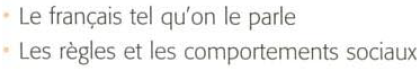 • Le français tel qu'on le parle
• Les règles et les comportements sociaux